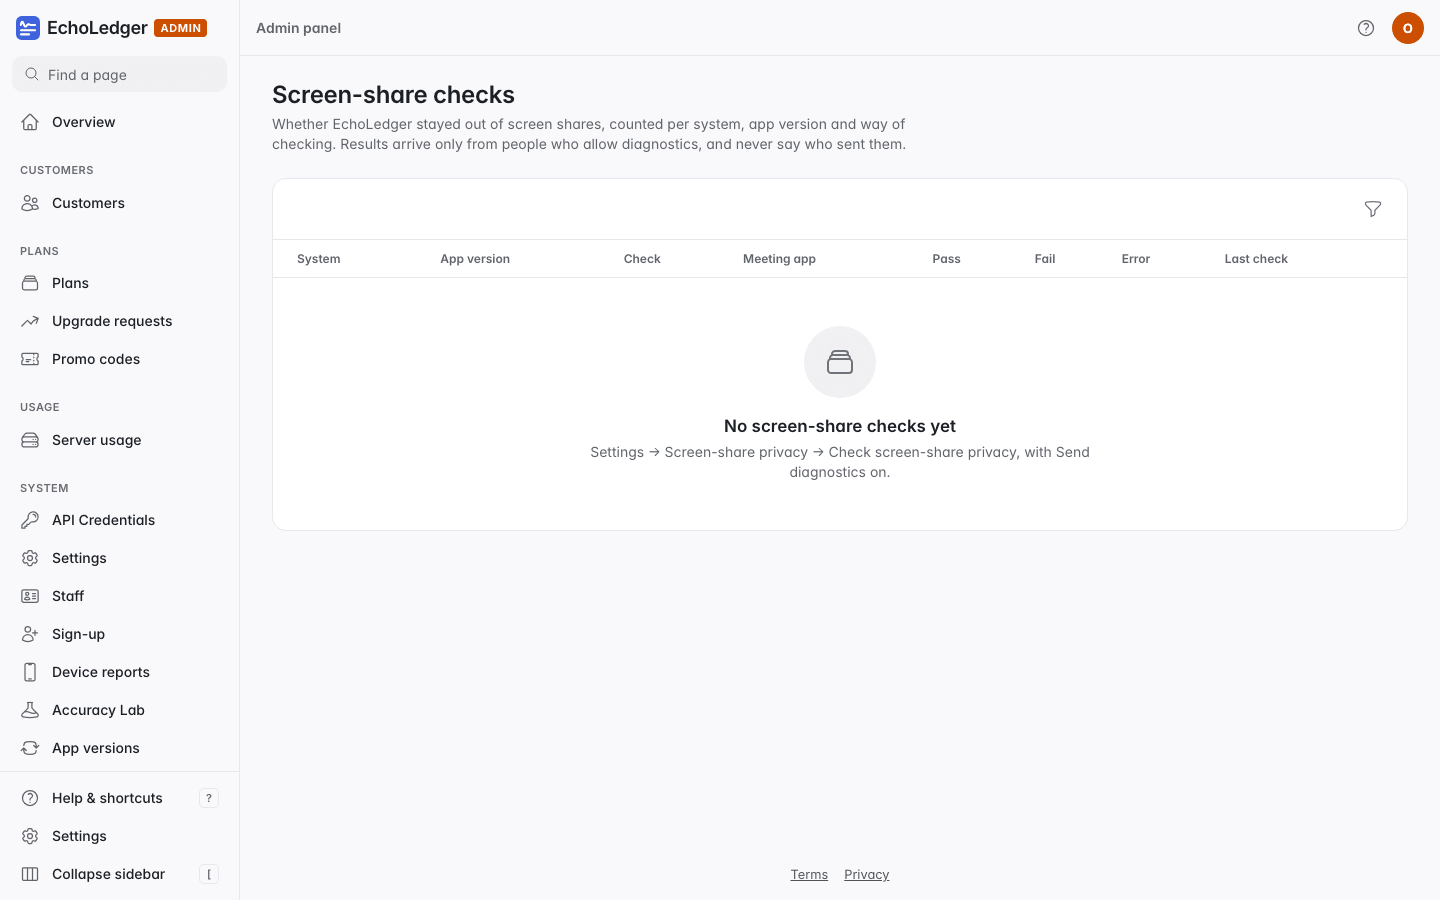 EchoLedger ADMIN
Find a page
Overview
CUSTOMERS
Customers
PLANS
Plans
Upgrade requests
Promo codes
USAGE
Server usage
SYSTEM
API Credentials
Settings
Staff
Sign-up
Device reports
Accuracy Lab
App versions
Help & shortcuts ?
Settings
Collapse sidebar [
Admin panel
O
Screen-share checks
Whether EchoLedger stayed out of screen shares, counted per system, app version and way of
checking. Results arrive only from people who allow diagnostics, and never say who sent them.
System App version Check Meeting app Pass Fail Error Last check
No screen-share checks yet
Settings → Screen-share privacy → Check screen-share privacy, with Send
diagnostics on.
Terms Privacy